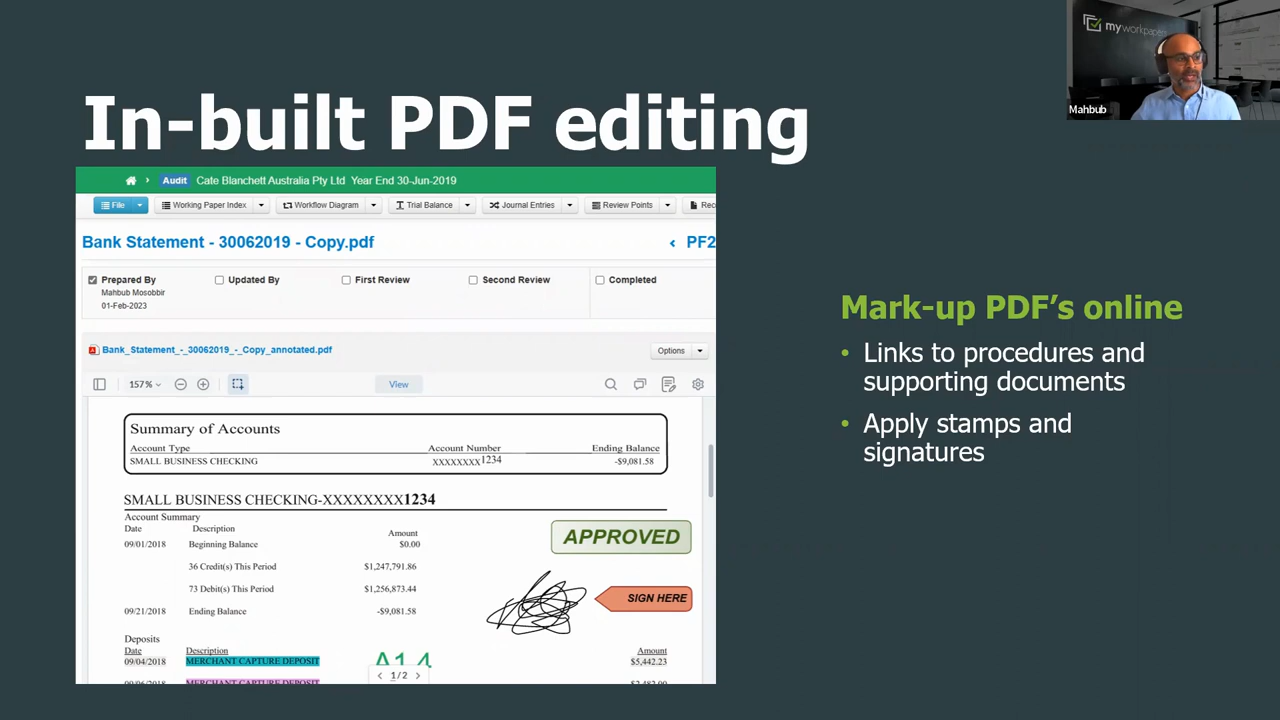 myworkpapers
Mahbub
In-built PDF editing
Audit Cate Blanchett Australia Pty Ltd Year End 30-Jun-2019
File Working Paper Index Workflow Diagram Trial Balance Journal Entries Review Points Rec
Bank Statement - 30062019 - Copy.pdf
PF2
Prepared By Updated By First Review Second Review Completed
Mahbub Mosobbir
01-Feb-2023
Bank_Statement_-_30062019_-_Copy_annotated.pdf Options
157% View
Summary of Accounts
Account Type Account Number Ending Balance
SMALL BUSINESS CHECKING XXXXXXXX1234 -$9,081.58
SMALL BUSINESS CHECKING-XXXXXXXX1234
Account Summary
Date Description Amount
09/01/2018 Beginning Balance $0.00
36 Credit(s) This Period $1,247,791.86
73 Debit(s) This Period $1,256,873.44
09/21/2018 Ending Balance -$9,081.58
APPROVED
SIGN HERE
Deposits
Date Description Amount
09/04/2018 MERCHANT CAPTURE DEPOSIT $5,442.23
A1.4
1/2
MERCHANT CAPTURE DEPOSIT
Mark-up PDF’s online
• Links to procedures and
supporting documents
• Apply stamps and
signatures